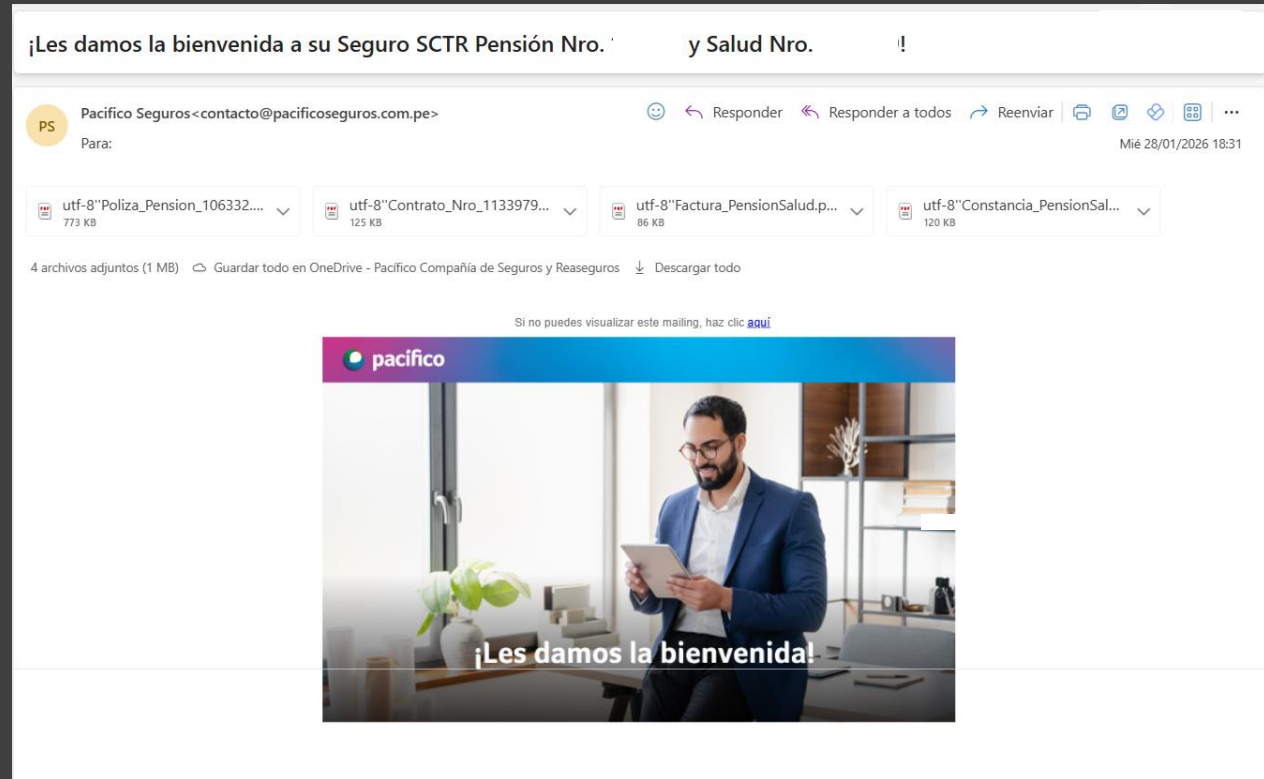 ¡Les damos la bienvenida a su Seguro SCTR Pensión Nro. y Salud Nro. !
PS
Pacifico Seguros<contacto@pacificoseguros.com.pe>
Responder Responder a todos Reenviar ...
Para:
Mié 28/01/2026 18:31
utf-8''Poliza_Pension_106332.... utf-8''Contrato_Nro_1133979... utf-8''Factura_PensionSalud.p... utf-8''Constancia_PensionSal...
773 KB 125 KB 86 KB 120 KB
4 archivos adjuntos (1 MB) Guardar todo en OneDrive - Pacífico Compañía de Seguros y Reaseguros Descargar todo
Si no puedes visualizar este mailing, haz clic aquí
pacífico
¡Les damos la bienvenida!